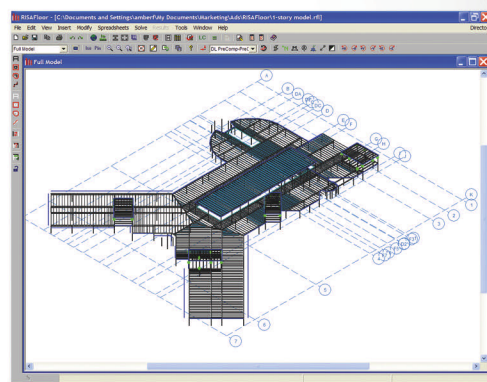 RISAFloor - [C:\Documents and Settings\amberf\My Documents\Marketing\Ads\RISAFloor\1-story model.rfl]
File Edit View Insert Modify Spreadsheets Solve Results Tools Window Help Directo
Full Model DL PreComp-PreC
Full Model
A
B
D
E
F
G
H
K
1
2
3
5
6
7